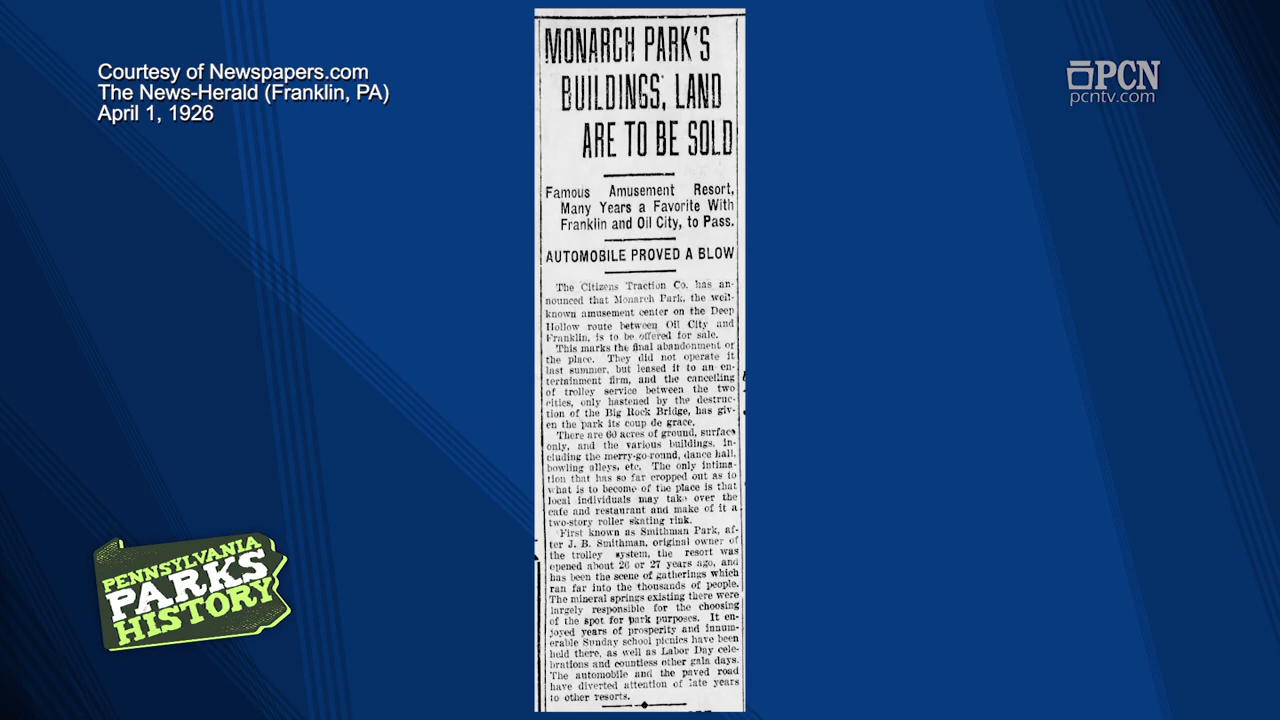 Courtesy of Newspapers.com
The News-Herald (Franklin, PA)
April 1, 1926
PCN
pcntv.com
MONARCH PARK'S
BUILDINGS, LAND
ARE TO BE SOLD
Famous Amusement Resort,
Many Years a Favorite With
Franklin and Oil City, to Pass.
AUTOMOBILE PROVED A BLOW
The Citizens Traction Co. has an-
nounced that Monarch Park, the well-
known amusement center on the Deep
Hollow route between Oil City and
Franklin, is to be offered for sale.
This marks the final abandonment of
the place. They did not operate it
last summer, but leased it to an en-
tertainment firm, and the cancelling
of trolley service between the two
cities, only hastened by the destruc-
tion of the Big Rock Bridge, has giv-
en the park its coup de grace.
There are 60 acres of ground, surface
only, and the various buildings, in-
cluding the merry-go-round, dance hall,
bowling alleys, etc. The only intima-
tion that has so far cropped out as to
what is to become of the place is that
local individuals may take over the
cafe and restaurant and make of it a
two-story roller skating rink.
First known as Smithman Park, af-
ter J. B. Smithman, original owner of
the trolley system, the resort was
opened about 26 or 27 years ago, and
has been the scene of gatherings which
ran far into the thousands of people.
The mineral springs existing there were
largely responsible for the choosing
of the spot for park purposes. It en-
joyed years of prosperity and innum-
erable Sunday school picnics have been
held there, as well as Labor Day cele-
brations and countless other gala days.
The automobile and the paved road
have diverted attention of late years
to other resorts.
PENNSYLVANIA
PARKS
HISTORY